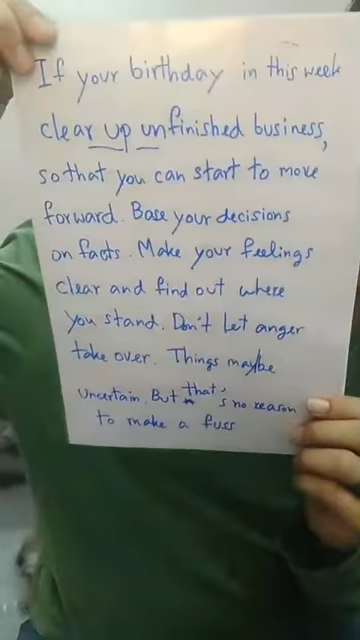 If your birthday in this week
clear up unfinished business,
so that you can start to move
forward. Base your decisions
on facts. Make your feelings
clear and find out where
you stand. Don't let anger
take over. Things maybe
Uncertain. But that's no reason
to make a fuss